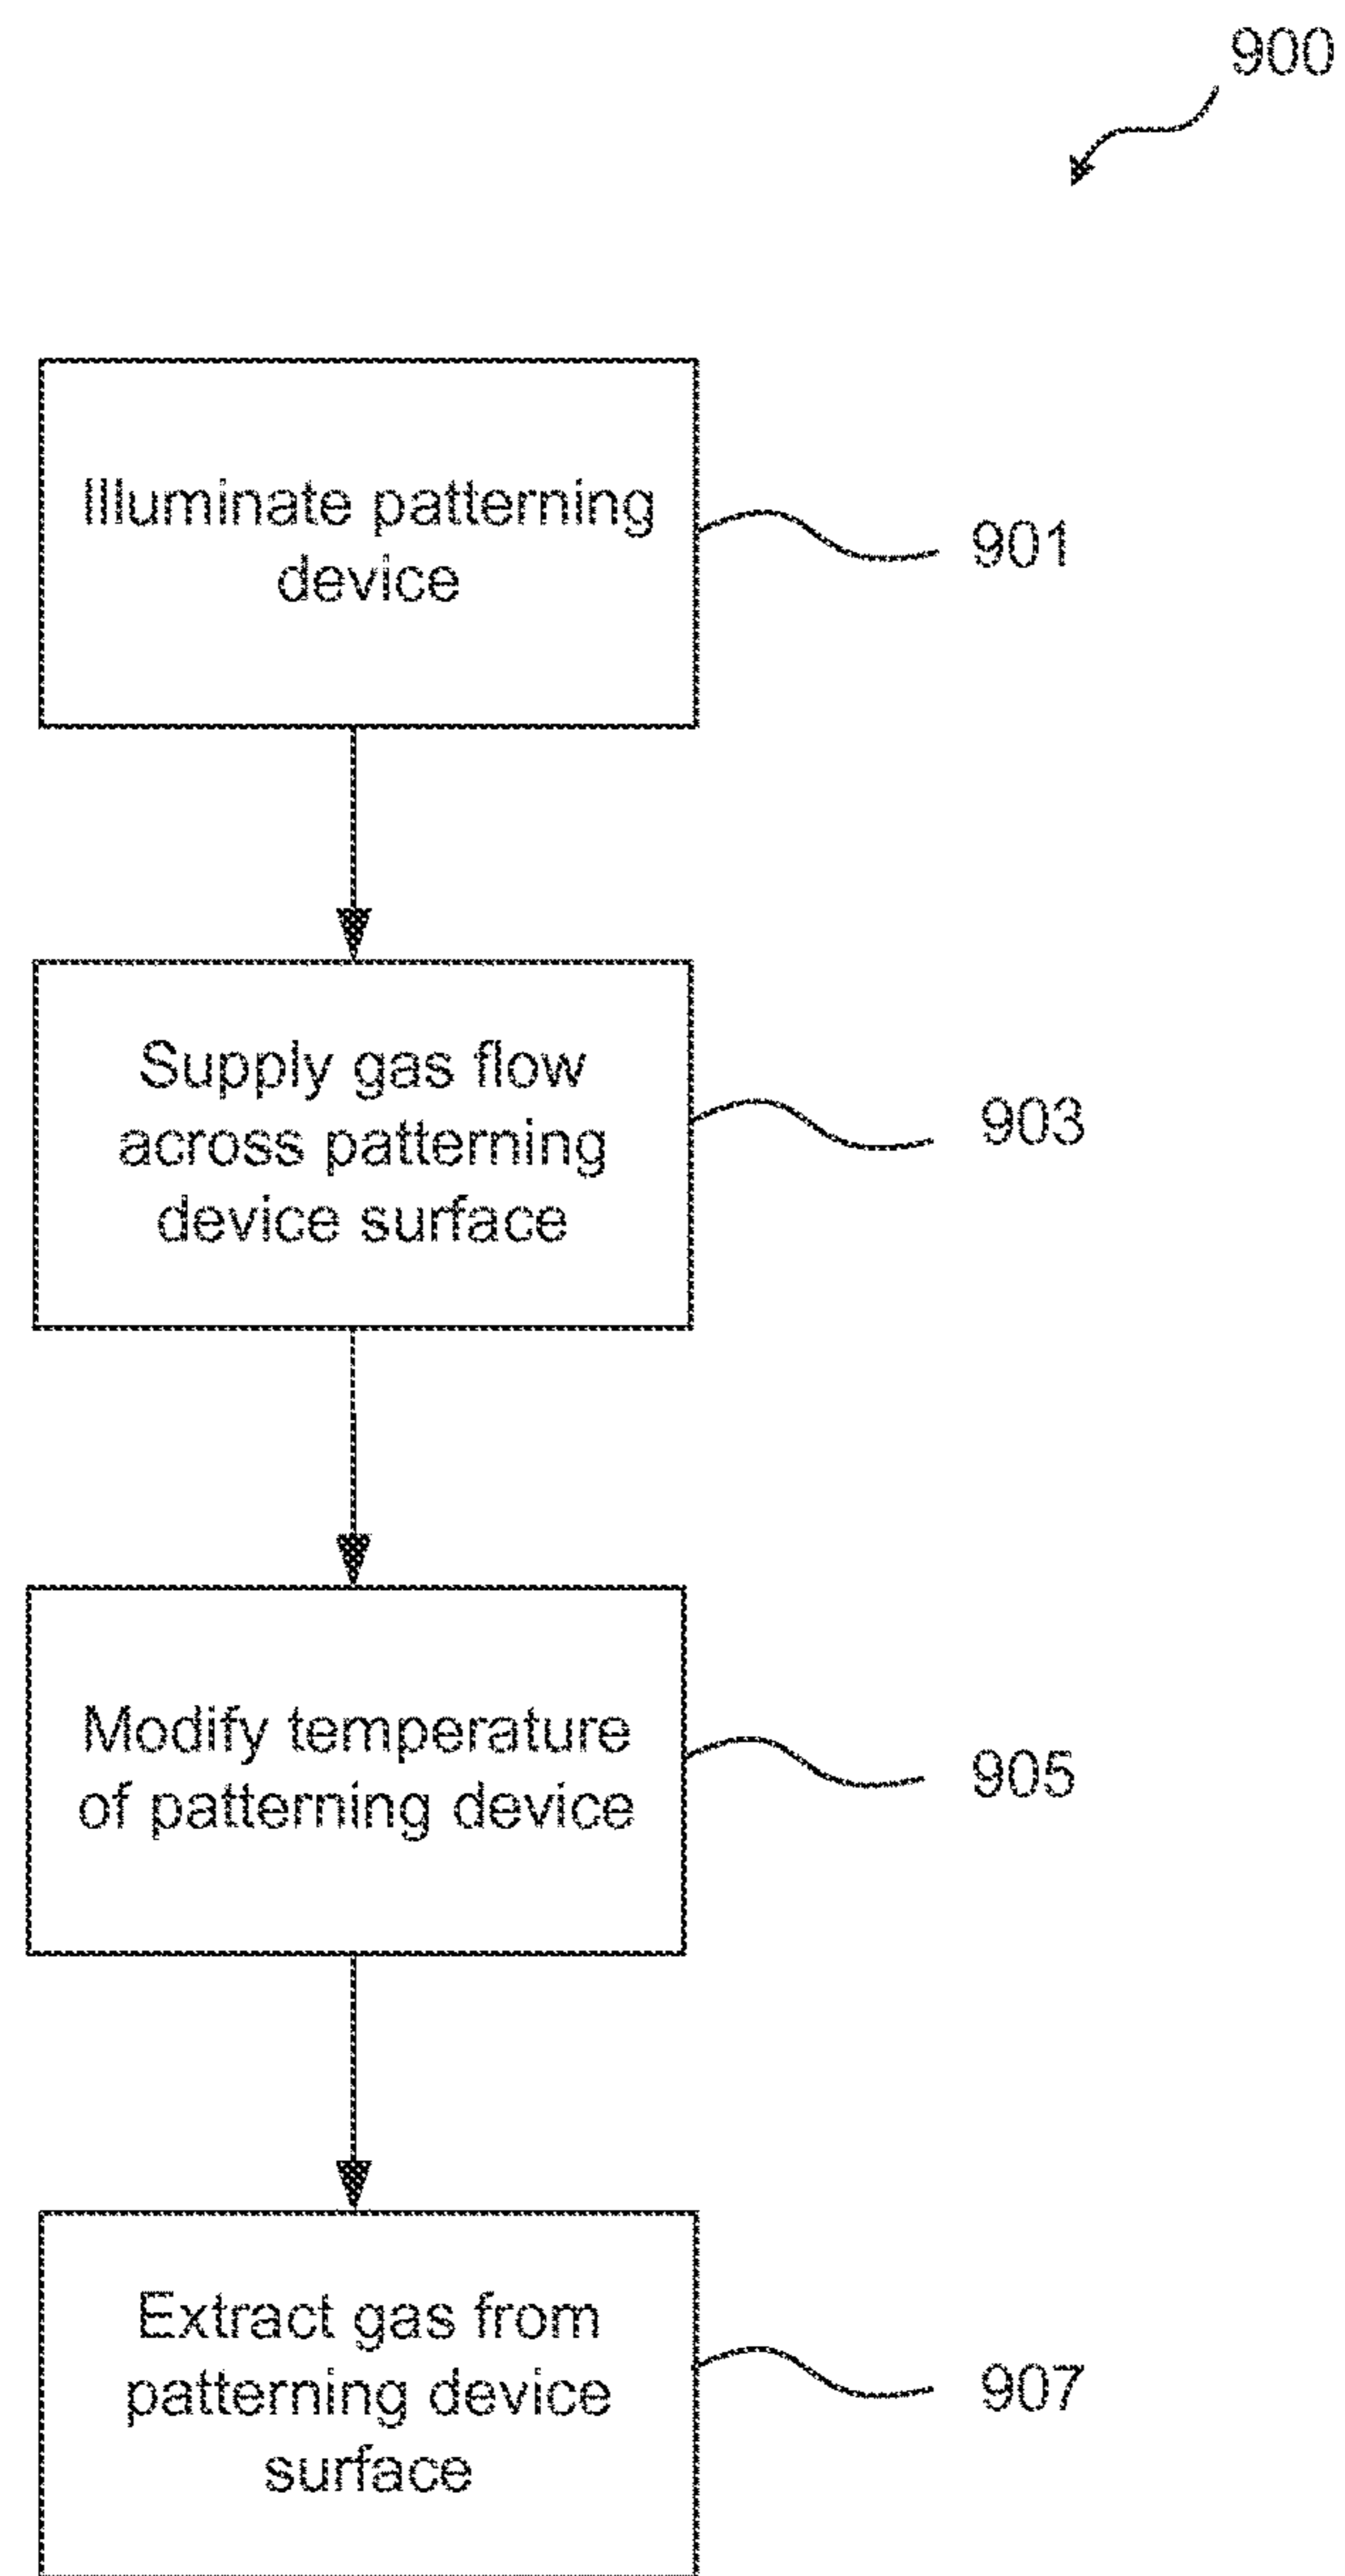 900
Illuminate patterning
device
901
Supply gas flow
across patterning
device surface
903
Modify temperature
of patterning device
905
Extract gas from
patterning device
surface
907